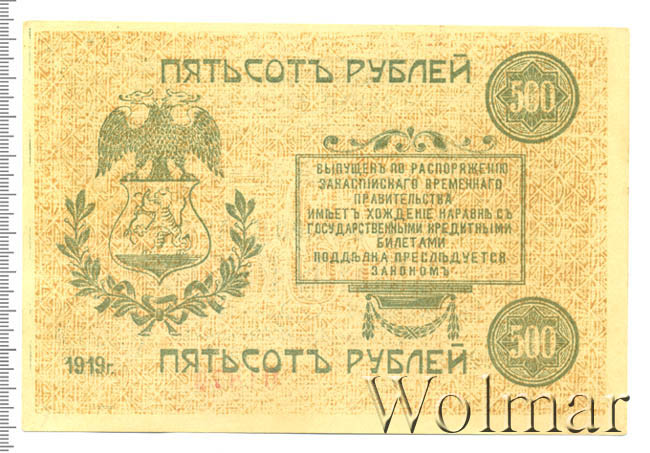 ПЯТЬСОТЪ РУБЛЕЙ
500
ВЫПУЩЕНЪ ПО РАСПОРЯЖЕНІЮ
ЗАКАСПІЙСКАГО ВРЕМЕННАГО
ПРАВИТЕЛЬСТВА
ИМѢЕТЪ ХОЖДЕНІЕ НАРАВНѢ СЪ
ГОСУДАРСТВЕННЫМИ КРЕДИТНЫМИ
БИЛЕТАМИ.
ПОДДѢЛКА ПРЕСЛѢДУЕТСЯ
ЗАКОНОМЪ.
500
1919 г.
ПЯТЬСОТЪ РУБЛЕЙ
Wolmar